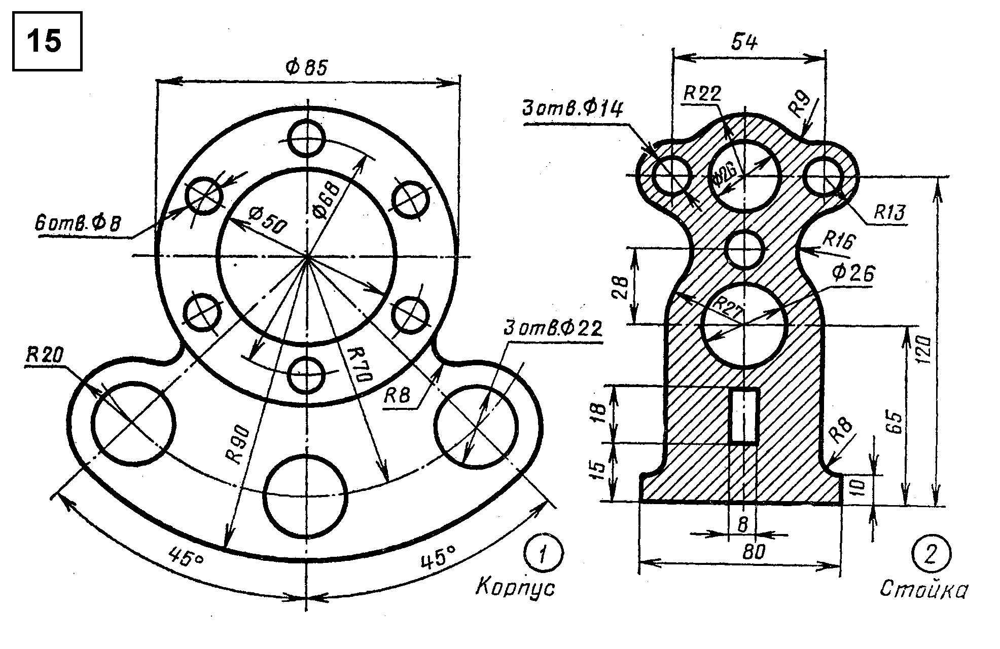 15
Ф85
54
R22
R9
3отв.Ф14
Ф26
Ф68
Ф50
6отв.Ф8
R13
R16
Ф26
28
R27
3отв.Ф22
R20
R70
R8
120
18
65
R8
R90
15
10
8
80
45°
45°
1
Корпус
2
Стойка